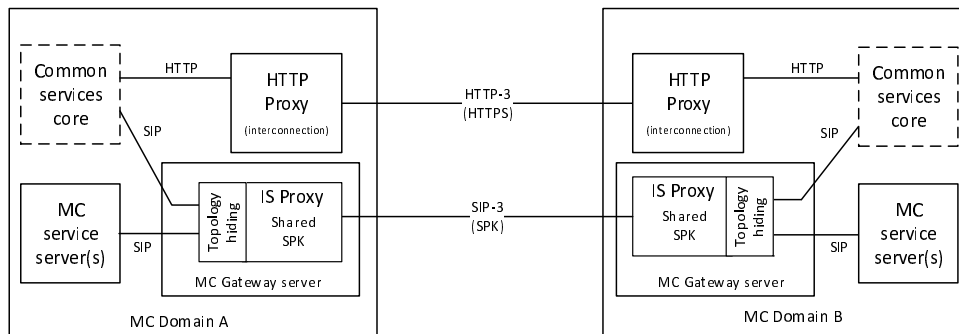 Common
services
core
HTTP
HTTP
Proxy
(interconnection)
SIP
MC
service
server(s)
SIP
Topology
hiding
IS Proxy
Shared
SPK
MC Gateway server
MC Domain A
HTTP-3
(HTTPS)
SIP-3
(SPK)
HTTP
Proxy
(interconnection)
HTTP
Common
services
core
SIP
IS Proxy
Shared
SPK
Topology
hiding
SIP
MC
service
server(s)
MC Gateway server
MC Domain B